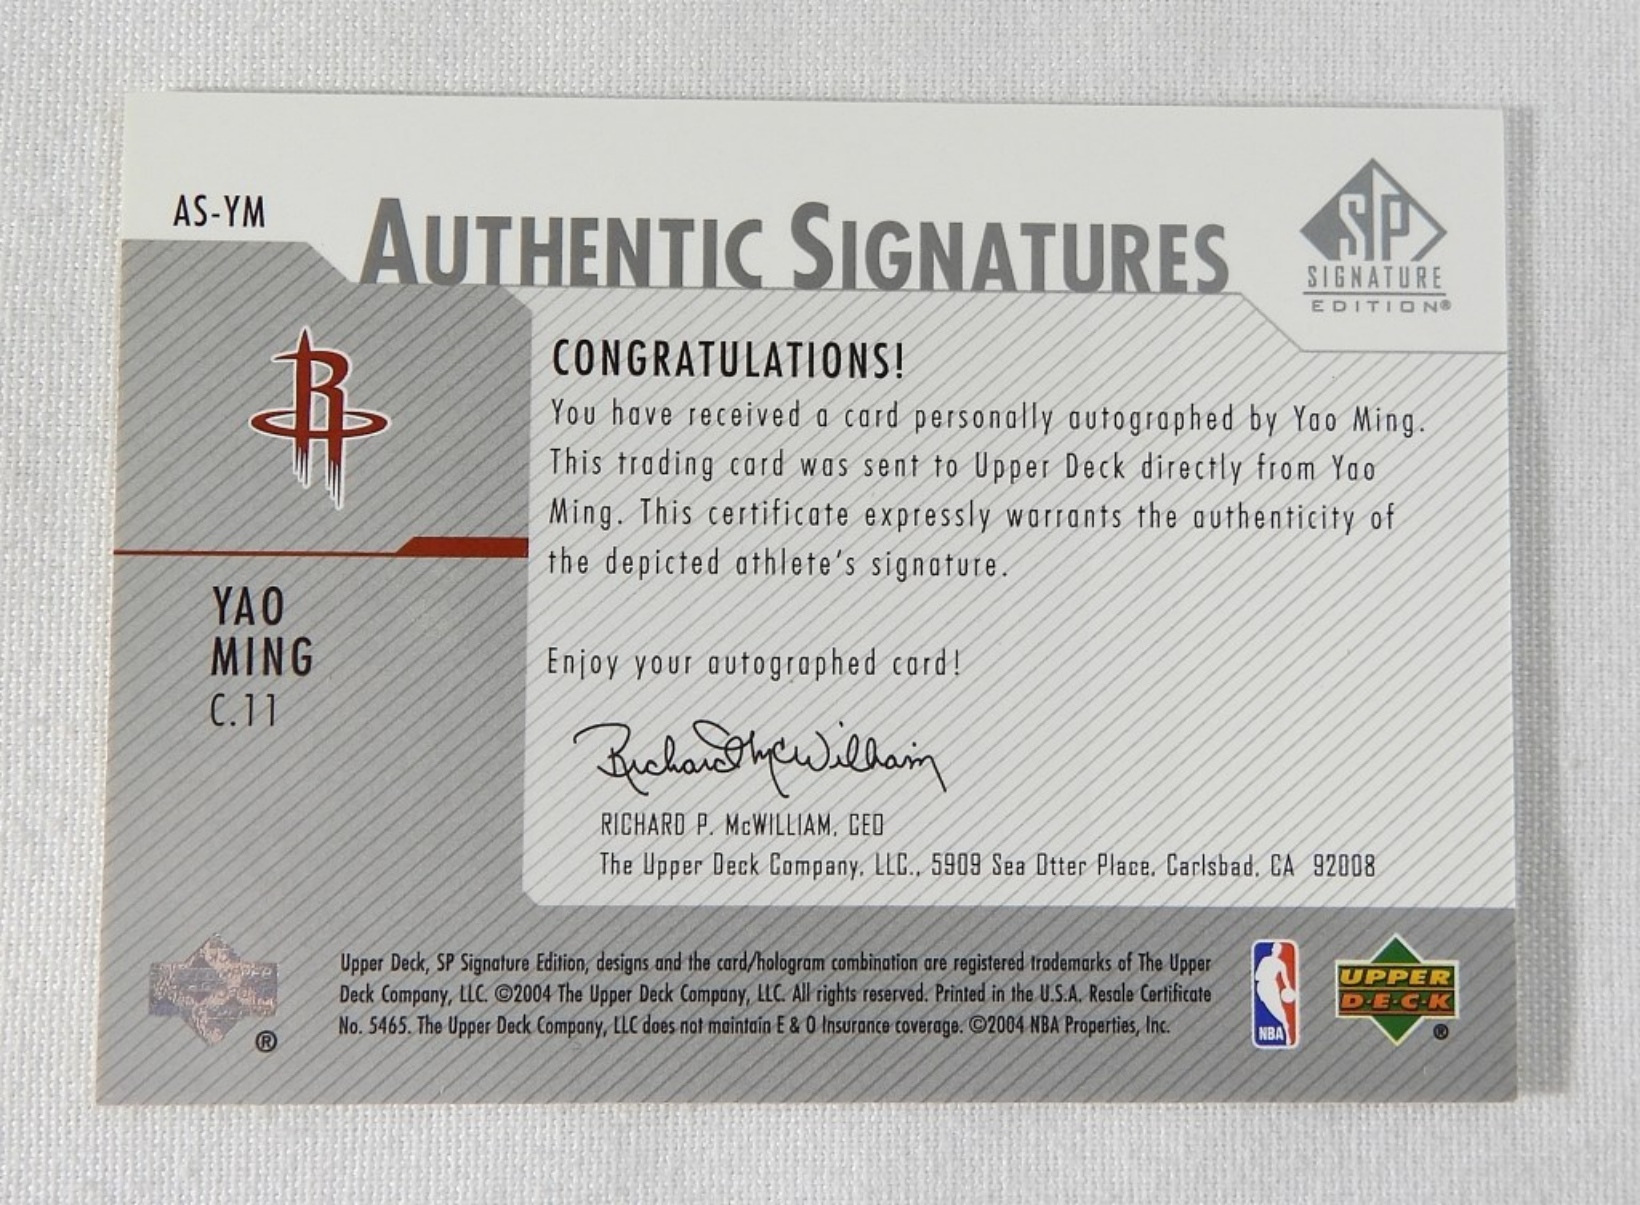 AS-YM
AUTHENTIC SIGNATURES
SP
SIGNATURE
EDITION®
CONGRATULATIONS!
You have received a card personally autographed by Yao Ming.
This trading card was sent to Upper Deck directly from Yao
Ming. This certificate expressly warrants the authenticity of
the depicted athlete's signature.
Enjoy your autographed card!
R
YAO
MING
C.11
Richard McWilliam
RICHARD P. McWILLIAM, CEO
The Upper Deck Company, LLC., 5909 Sea Otter Place, Carlsbad, CA 92008
®
Upper Deck, SP Signature Edition, designs and the card/hologram combination are registered trademarks of The Upper
Deck Company, LLC. ©2004 The Upper Deck Company, LLC. All rights reserved. Printed in the U.S.A. Resale Certificate
No. 5465. The Upper Deck Company, LLC does not maintain E & O Insurance coverage. ©2004 NBA Properties, Inc.
NBA
UPPER
D·E·C·K
®